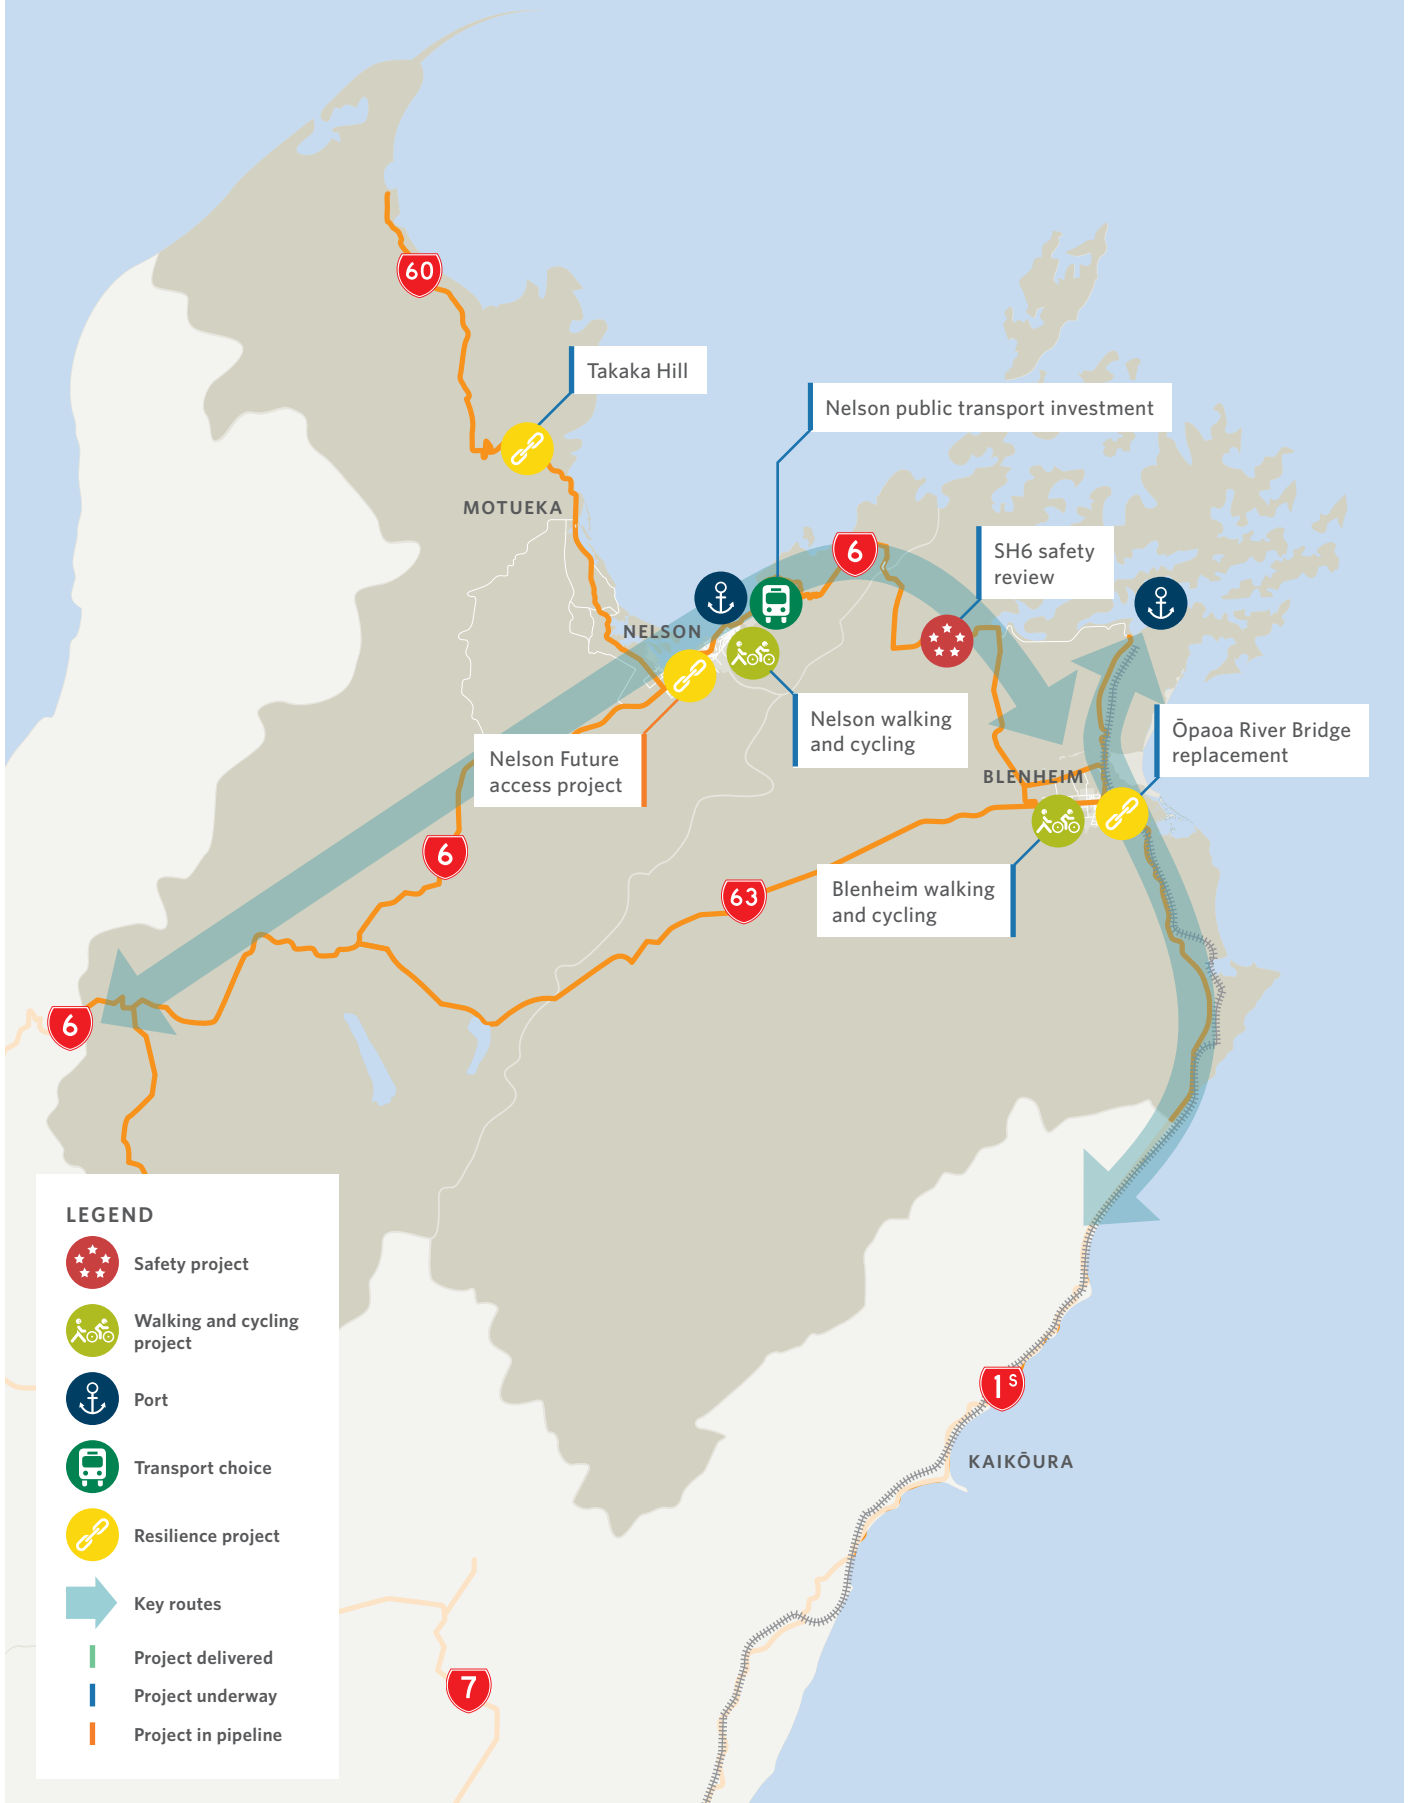 60
Takaka Hill
Nelson public transport investment
MOTUEKA
6
SH6 safety
review
NELSON
Nelson walking
and cycling
Ōpaoa River Bridge
replacement
Nelson Future
access project
BLENHEIM
6
63
Blenheim walking
and cycling
6
LEGEND
Safety project
Walking and cycling
project
Port
Transport choice
Resilience project
Key routes
Project delivered
Project underway
Project in pipeline
1S
KAIKŌURA
7